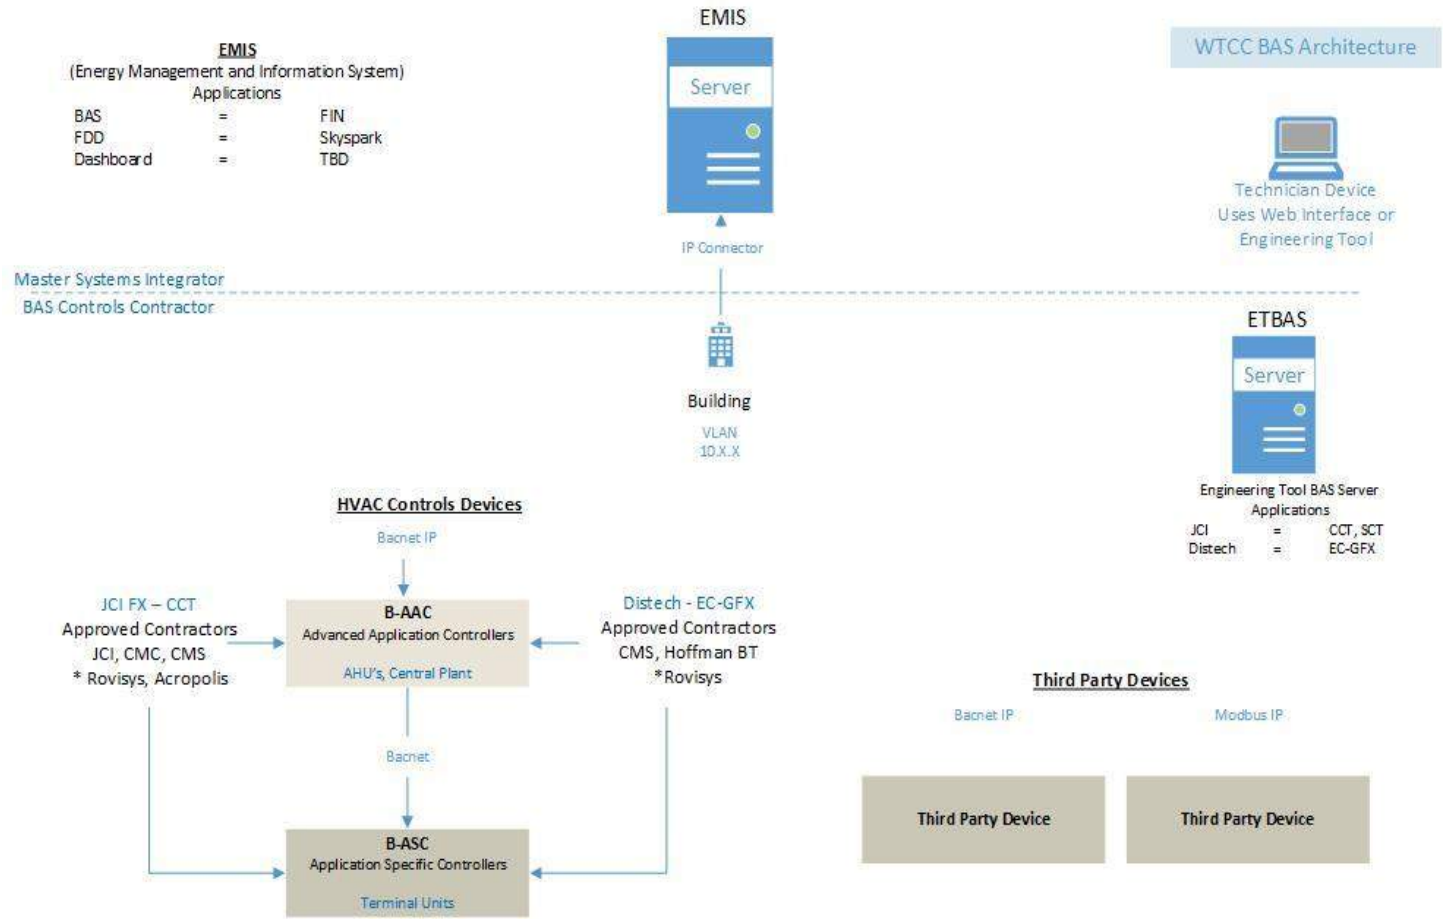 EMIS
WTCC BAS Architecture
EMIS
(Energy Management and Information System)
Applications
BAS = FIN
FDD = Skyspark
Dashboard = TBD
Server
Technician Device
Uses Web Interface or
Engineering Tool
IP Connector
Master Systems Integrator
BAS Controls Contractor
ETBAS
Server
Building
VLAN
10.X.X
Engineering Tool BAS Server
Applications
JCI = CCT, SCT
Distech = EC-GFX
HVAC Controls Devices
Bacnet IP
JCI FX – CCT
Approved Contractors
JCI, CMC, CMS
* Rovisys, Acropolis
B-AAC
Advanced Application Controllers
AHU's, Central Plant
Distech - EC-GFX
Approved Contractors
CMS, Hoffman BT
*Rovisys
Bacnet
B-ASC
Application Specific Controllers
Terminal Units
Third Party Devices
Bacnet IP
Modbus IP
Third Party Device
Third Party Device